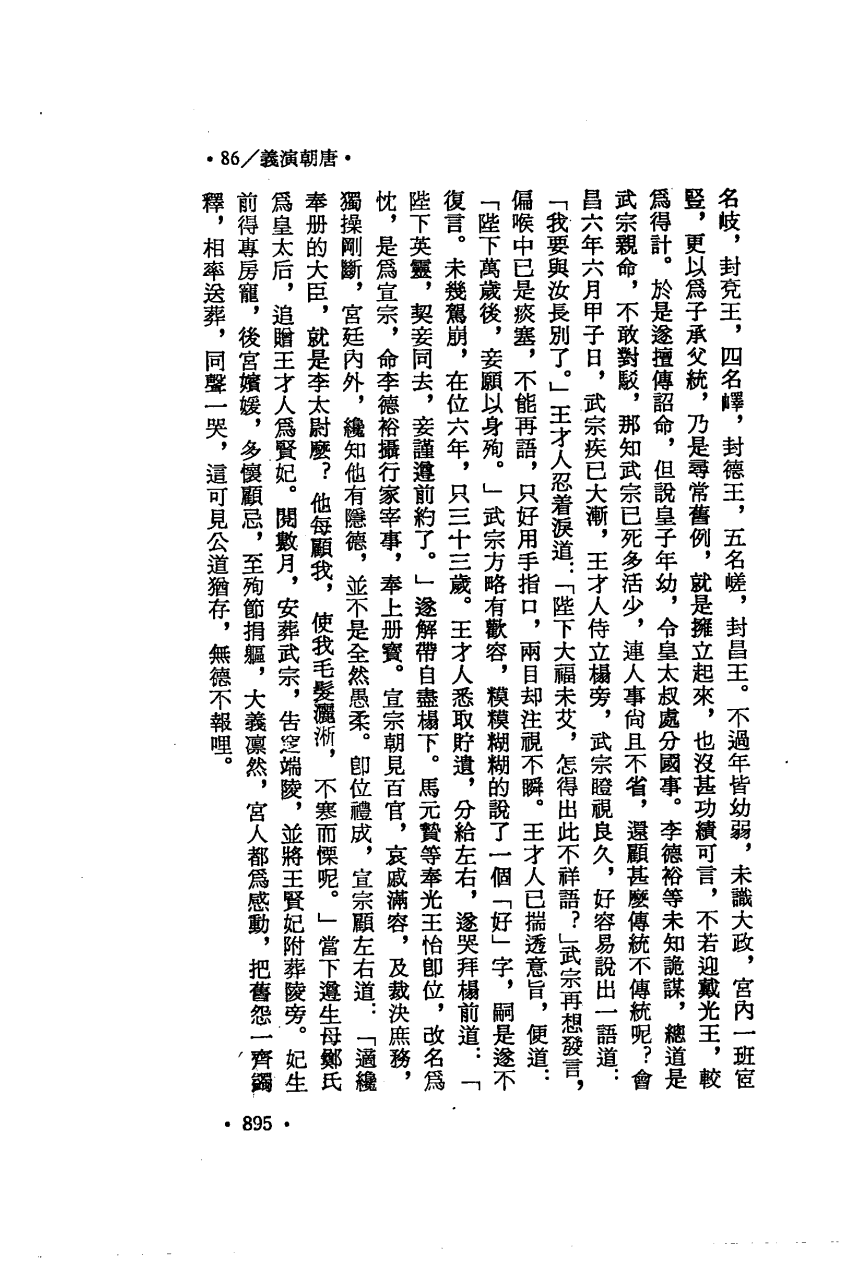 •86／義演朝唐•
名岐，封兗王，四名嶧，封德王，五名嵯，封昌王。不過年皆幼弱，未識大政，宮內一班宦
豎，更以爲子承父統，乃是尋常舊例，就是擁立起來，也沒甚功績可言，不若迎戴光王，較
爲得計。於是遂擅傳詔命，但說皇子年幼，令皇太叔處分國事。李德裕等未知詭謀，總道是
武宗親命，不敢對駁，那知武宗已死多活少，連人事尙且不省，還顧甚麼傳統不傳統呢？會
昌六年六月甲子日，武宗疾已大漸，王才人侍立榻旁，武宗瞪視良久，好容易說出一語道：
「我要與汝長別了。」王才人忍着淚道：「陛下大福未艾，怎得出此不祥語？」武宗再想發言，
偏喉中已是痰塞，不能再語，只好用手指口，兩目却注視不瞬。王才人已揣透意旨，便道：
「陛下萬歲後，妾願以身殉。」武宗方略有歡容，糢糢糊糊的說了一個「好」字，嗣是遂不
復言。未幾駕崩，在位六年，只三十三歲。王才人悉取貯遺，分給左右，遂哭拜榻前道：「
陛下英靈，契妾同去，妾謹遵前約了。」遂解帶自盡榻下。馬元贄等奉光王怡卽位，改名爲
忱，是爲宣宗，命李德裕攝行冢宰事，奉上册寶。宣宗朝見百官，哀戚滿容，及裁決庶務，
獨操剛斷，宮廷內外，纔知他有隱德，並不是全然愚柔。卽位禮成，宣宗顧左右道：「適纔
奉册的大臣，就是李太尉麼？他每顧我，使我毛髮灑淅，不寒而慄呢。」當下遵生母鄭氏
爲皇太后，追贈王才人爲賢妃。閱數月，安葬武宗，告窆端陵，並將王賢妃附葬陵旁。妃生
前得專房寵，後宮嬪媛，多懷顧忌，至殉節捐軀，大義凜然，宮人都爲感動，把舊怨一齊蠲
釋，相率送葬，同聲一哭，這可見公道猶存，無德不報哩。
•895•